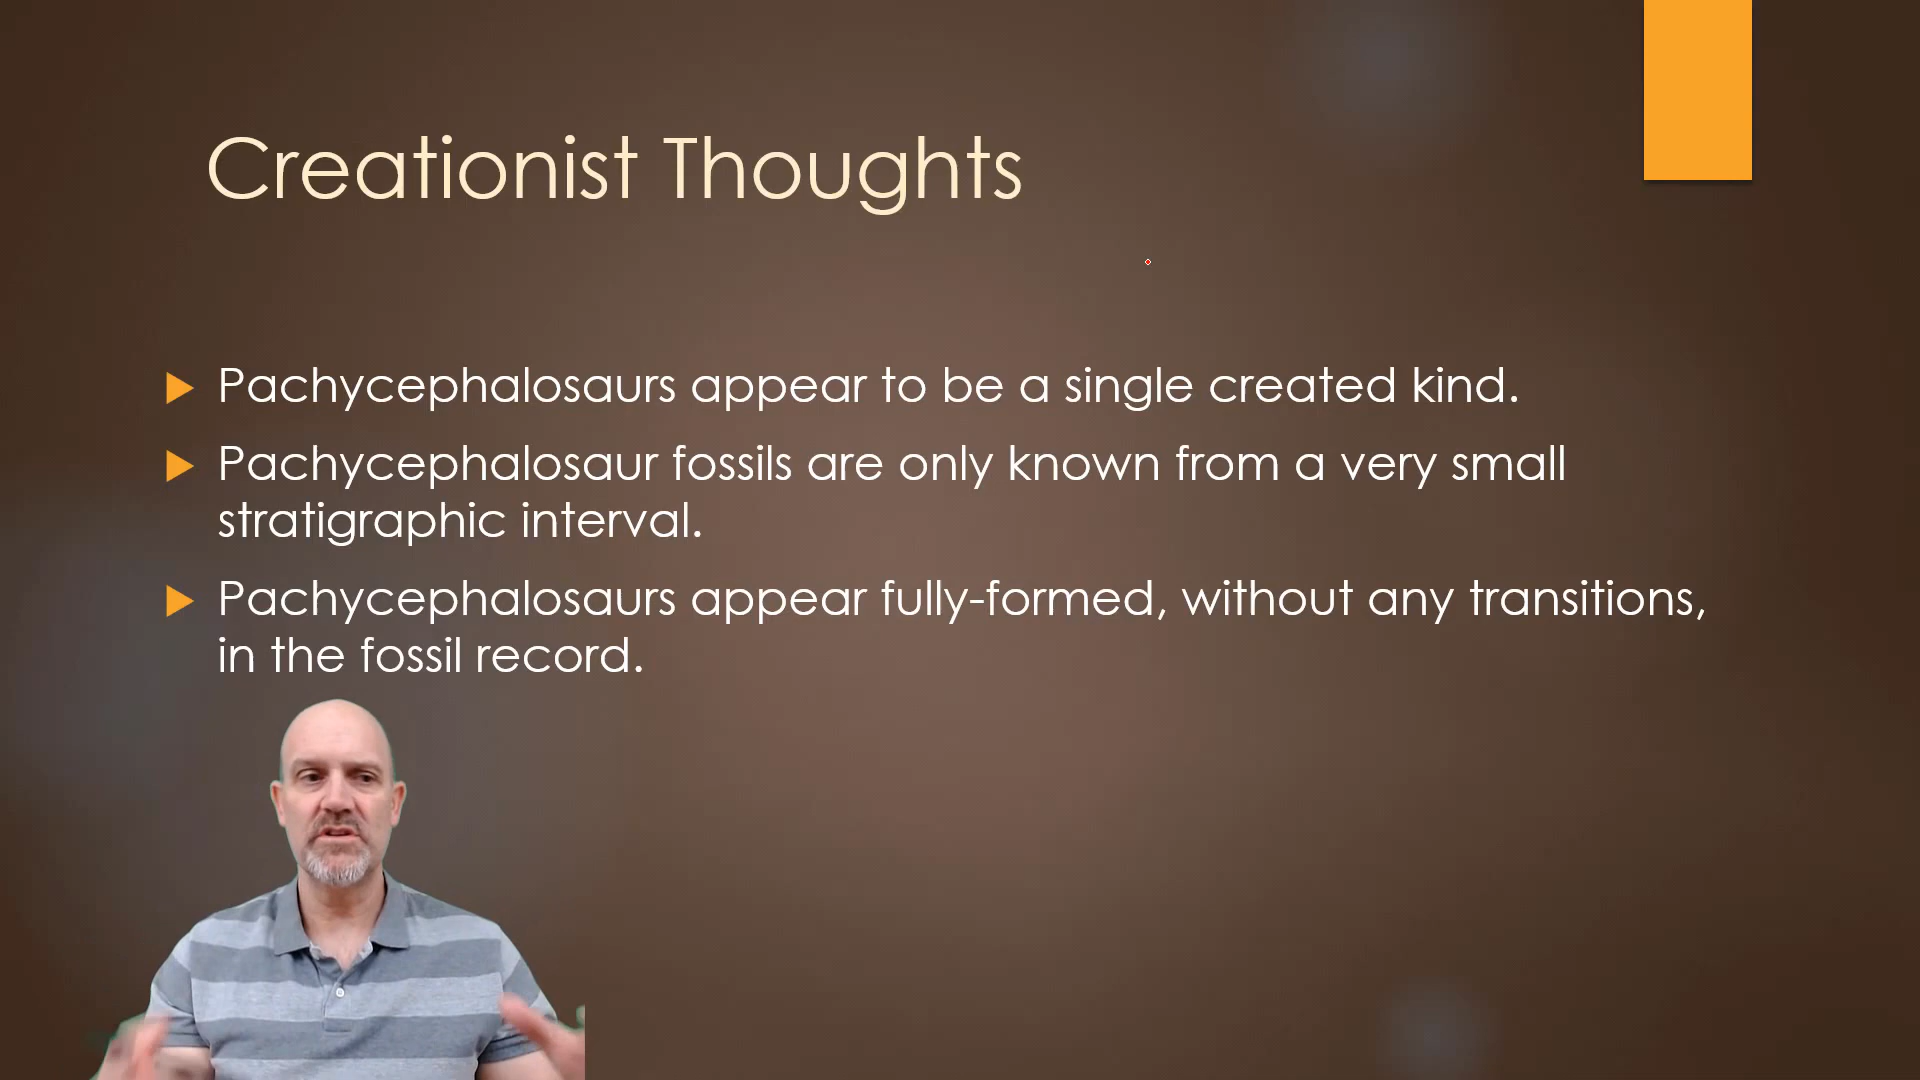 Creationist Thoughts
Pachycephalosaurs appear to be a single created kind.
Pachycephalosaur fossils are only known from a very small
stratigraphic interval.
Pachycephalosaurs appear fully-formed, without any transitions,
in the fossil record.